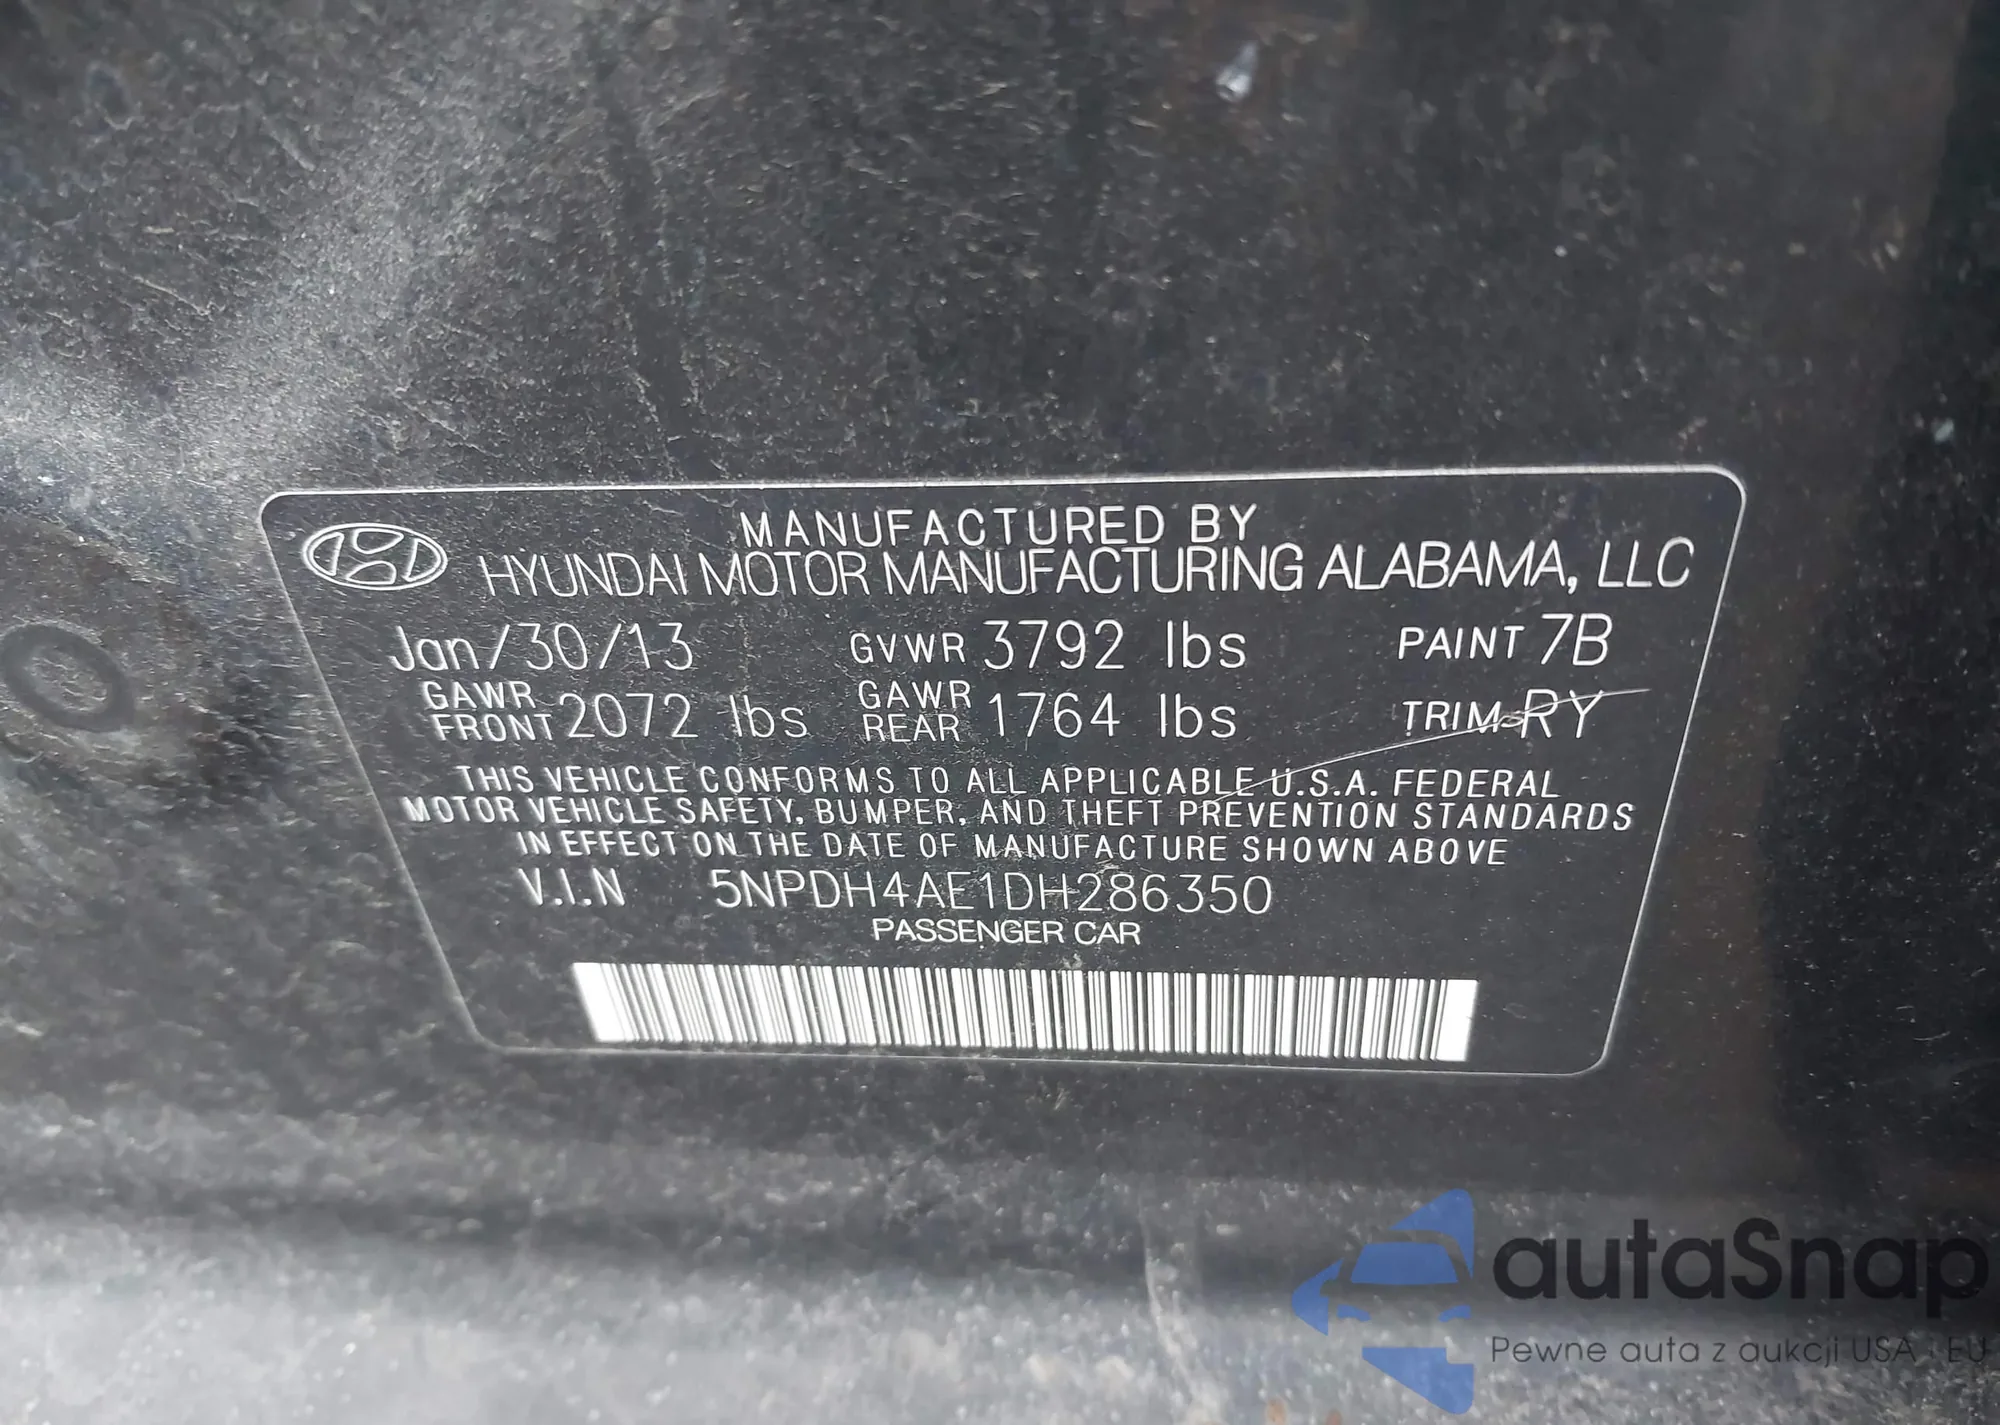 MANUFACTURED BY
HYUNDAI MOTOR MANUFACTURING ALABAMA, LLC
Jan/30/13 GVWR 3792 lbs PAINT 7B
GAWR FRONT 2072 lbs GAWR REAR 1764 lbs TRIM RY
THIS VEHICLE CONFORMS TO ALL APPLICABLE U.S.A. FEDERAL
MOTOR VEHICLE SAFETY, BUMPER, AND THEFT PREVENTION STANDARDS
IN EFFECT ON THE DATE OF MANUFACTURE SHOWN ABOVE
V.I.N 5NPDH4AE1DH286350
PASSENGER CAR
autaSnap
Pewne auta z aukcji USA i EU